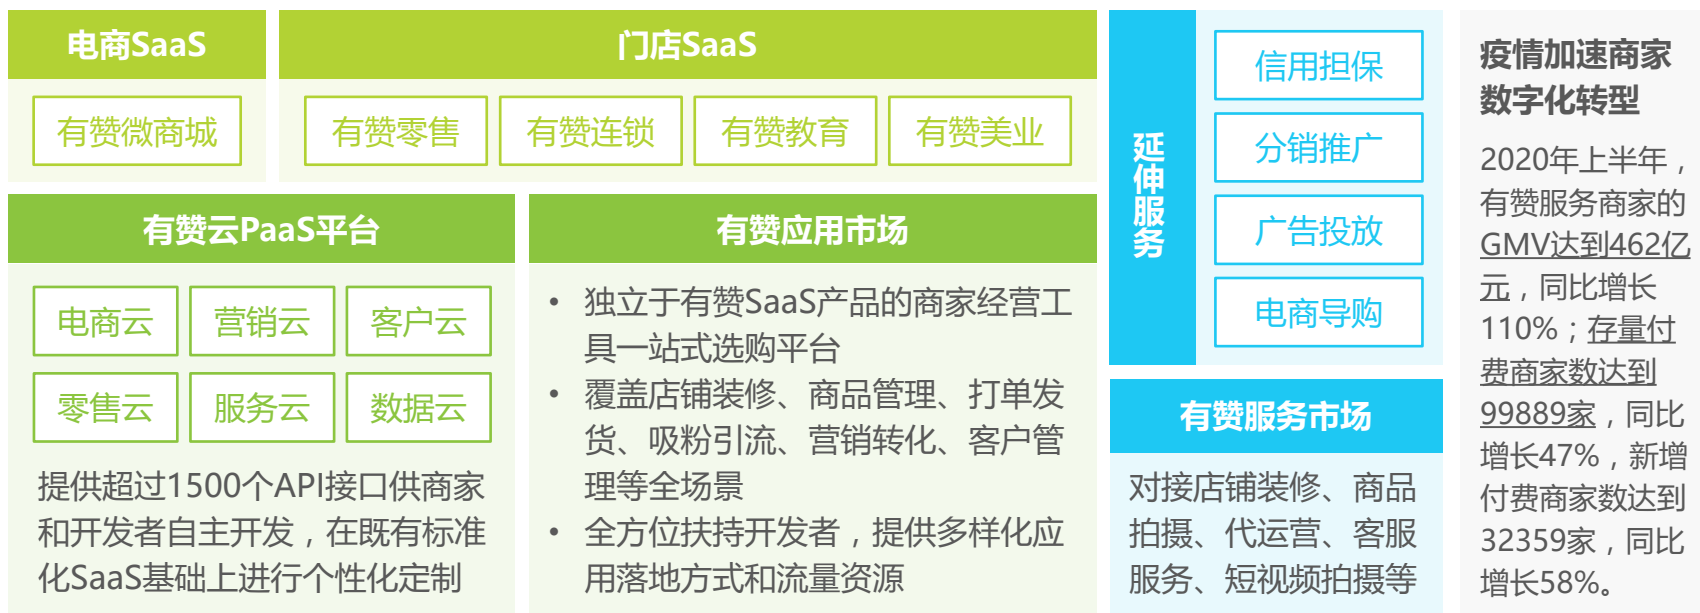 电商SaaS
有赞微商城
门店SaaS
有赞零售
有赞连锁
有赞教育
有赞美业
有赞云PaaS平台
电商云
营销云
客户云
零售云
服务云
数据云
提供超过1500个API接口供商家
和开发者自主开发，在既有标准
化SaaS基础上进行个性化定制
有赞应用市场
• 独立于有赞SaaS产品的商家经营工
具一站式选购平台
• 覆盖店铺装修、商品管理、打单发
货、吸粉引流、营销转化、客户管
理等全场景
• 全方位扶持开发者，提供多样化应
用落地方式和流量资源
延伸服务
信用担保
分销推广
广告投放
电商导购
有赞服务市场
对接店铺装修、商品
拍摄、代运营、客服
服务、短视频拍摄等
疫情加速商家
数字化转型
2020年上半年，
有赞服务商家的
GMV达到462亿
元，同比增长
110%；存量付
费商家数达到
99889家，同比
增长47%，新增
付费商家数达到
32359家，同比
增长58%。